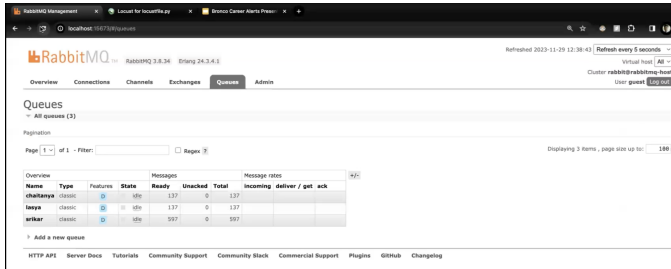 RabbitMQ Management
Locust for locustfile.py
Bronco Career Alerts Presen
localhost:15673/#/queues
RabbitMQ TM RabbitMQ 3.8.34 Erlang 24.3.4.1
Refreshed 2023-11-29 12:38:43 Refresh every 5 seconds
Virtual host All
Cluster rabbit@rabbitmq-host
User guest Log out
Overview Connections Channels Exchanges Queues Admin
Queues
All queues (3)
Pagination
Page 1 of 1 - Filter: Regex ?
Displaying 3 items , page size up to: 100
Overview Messages Message rates +/-
Name Type Features State Ready Unacked Total incoming deliver / get ack
chaitanya classic D idle 137 0 137
lasya classic D idle 137 0 137
srikar classic D idle 597 0 597
Add a new queue
HTTP API Server Docs Tutorials Community Support Community Slack Commercial Support Plugins GitHub Changelog